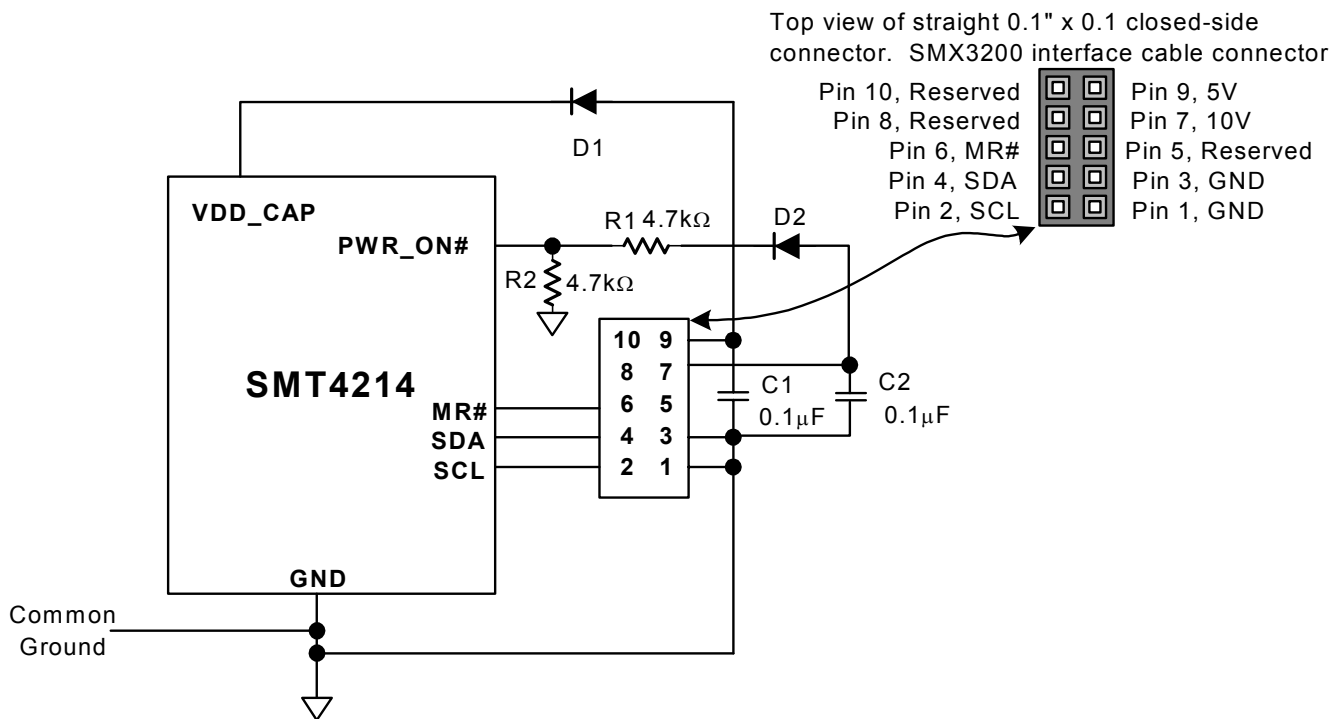 Top view of straight 0.1" x 0.1 closed-side
connector.  SMX3200 interface cable connector
Pin 10, Reserved
Pin 9, 5V
Pin 8, Reserved
Pin 7, 10V
Pin 6, MR#
Pin 5, Reserved
Pin 4, SDA
Pin 3, GND
Pin 2, SCL
Pin 1, GND
D1
VDD_CAP
PWR_ON#
R1 4.7kΩ
D2
R2 4.7kΩ
SMT4214
10 9
8 7
6 5
4 3
2 1
C1
0.1μF
C2
0.1μF
MR#
SDA
SCL
GND
Common
Ground